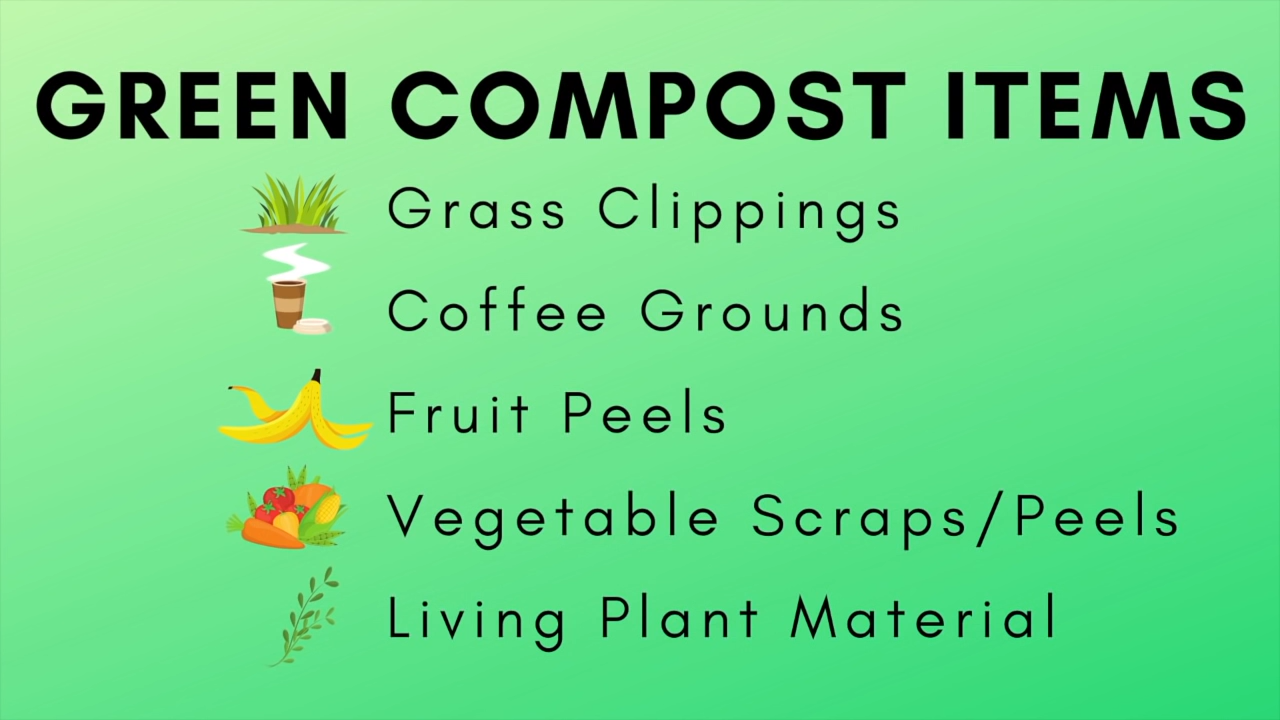 GREEN COMPOST ITEMS
Grass Clippings
Coffee Grounds
Fruit Peels
Vegetable Scraps/Peels
Living Plant Material